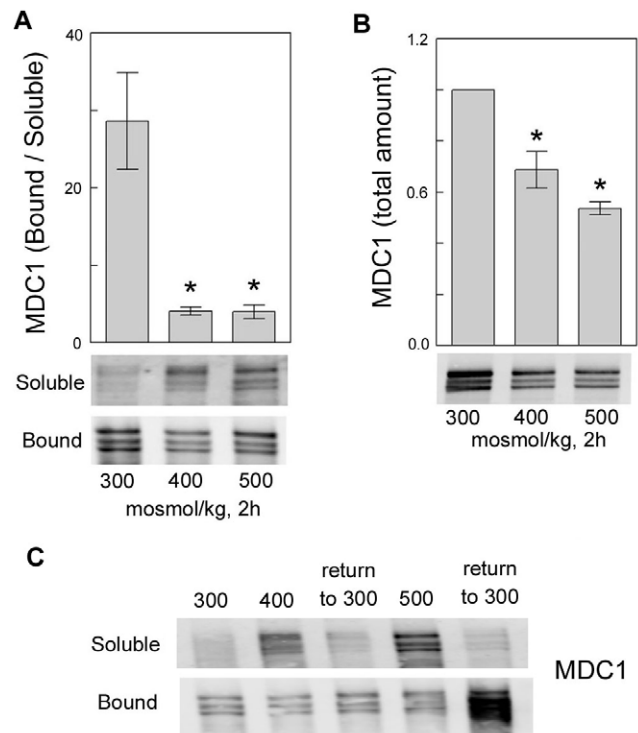 A
MDC1 (Bound / Soluble)
40
20
0
*
*
Soluble
Bound
300 400 500
mosmol/kg, 2h
B
MDC1 (total amount)
1.2
0.6
0.0
*
*
300 400 500
mosmol/kg, 2h
C
300 400 return to 300 500 return to 300
Soluble
Bound
MDC1